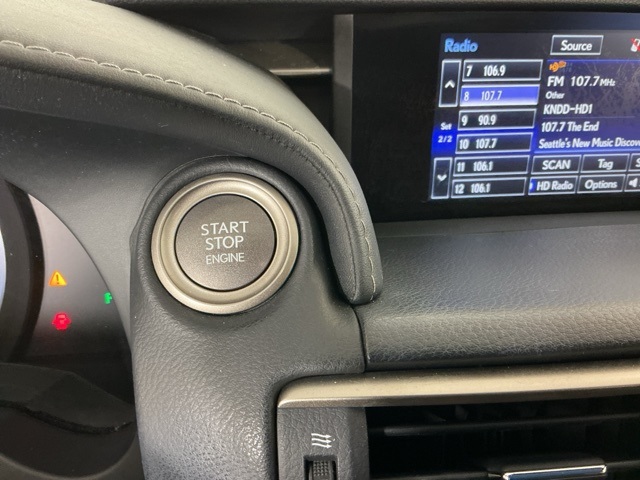 Radio
Source
7 106.9
8 107.7
9 90.9
10 107.7
11 106.1
12 106.1
Set
2/2
FM 107.7 MHz
Other
KNDD-HD1
107.7 The End
Seattle's New Music Discov
SCAN
Tag
S
HD Radio
Options
START
STOP
ENGINE